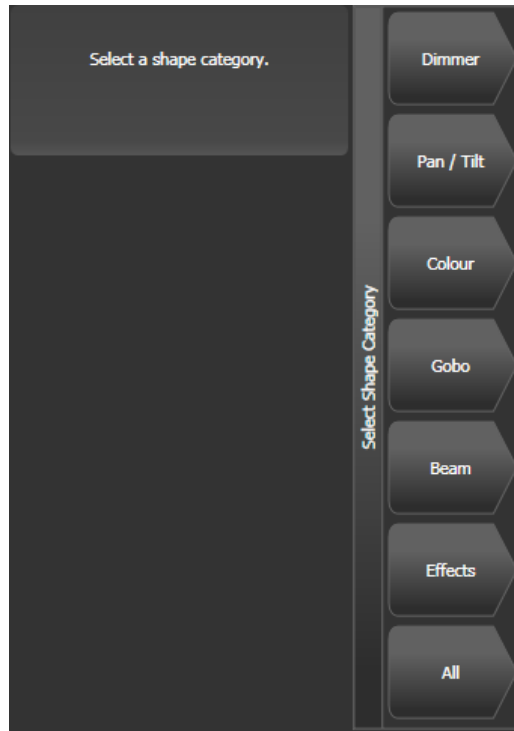 Select a shape category.
Select Shape Category
Dimmer
Pan / Tilt
Colour
Gobo
Beam
Effects
All